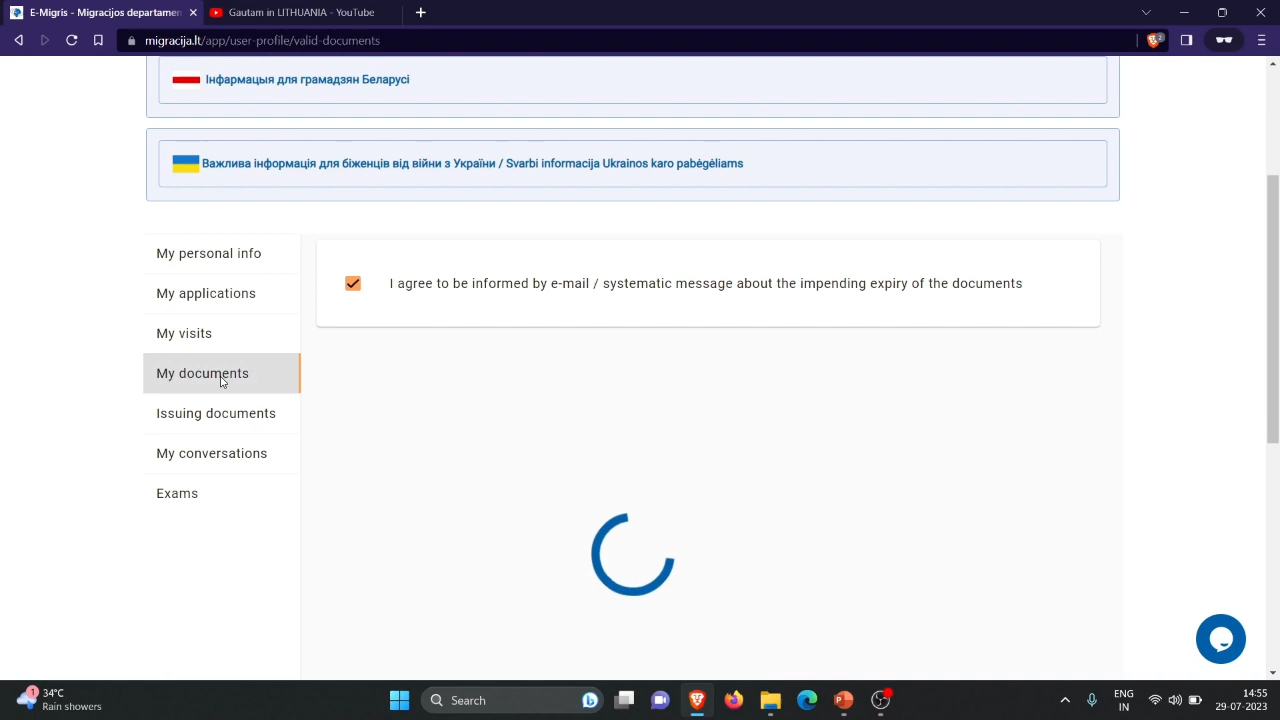 E-Migris - Migracijos departamen
Gautam in LITHUANIA - YouTube
migracija.lt/app/user-profile/valid-documents
2
Інфармацыя для грамадзян Беларусі
Важлива інформація для біженців від війни з України / Svarbi informacija Ukrainos karo pabėgėliams
My personal info
My applications
My visits
My documents
Issuing documents
My conversations
Exams
I agree to be informed by e-mail / systematic message about the impending expiry of the documents
1
34°C
Rain showers
Search
ENG
IN
14:55
29-07-2023